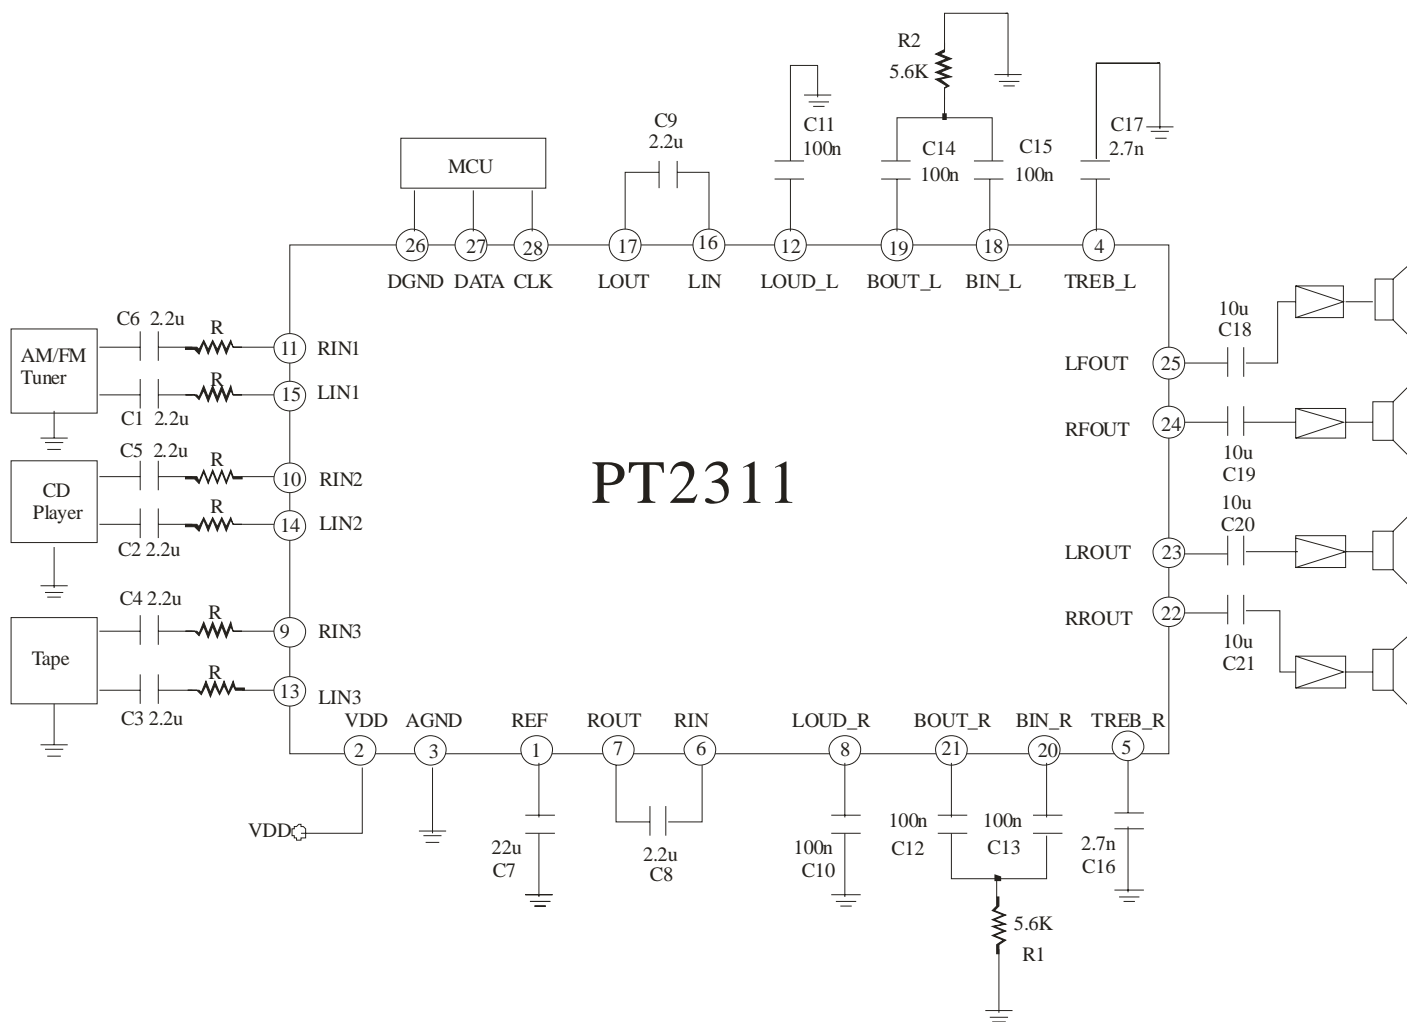 R2
5.6K
C9
2.2u
C11
100n
C14
100n
C15
100n
C17
2.7n
MCU
26
27
28
17
16
12
19
18
4
DGND
DATA
CLK
LOUT
LIN
LOUD_L
BOUT_L
BIN_L
TREB_L
AM/FM
Tuner
C6 2.2u
R
11
RIN1
R
C1 2.2u
15
LIN1
CD
Player
C5 2.2u
R
10
RIN2
R
C2 2.2u
14
LIN2
Tape
C4 2.2u
R
9
RIN3
R
C3 2.2u
13
LIN3
PT2311
LFOUT
25
10u
C18
RFOUT
24
10u
C19
LROUT
23
10u
C20
RROUT
22
10u
C21
VDD
AGND
REF
ROUT
RIN
LOUD_R
BOUT_R
BIN_R
TREB_R
2
3
1
7
6
8
21
20
5
VDD
22u
C7
2.2u
C8
100n
C10
100n
C12
100n
C13
2.7n
C16
5.6K
R1